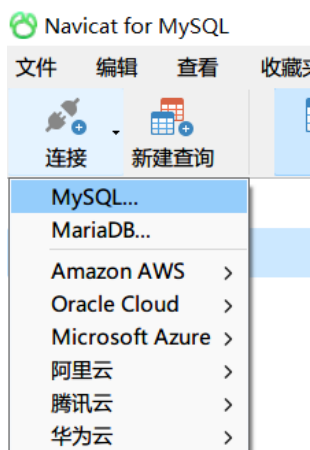 Navicat for MySQL
文件 编辑 查看 收藏夹
连接 新建查询
MySQL...
MariaDB...
Amazon AWS
Oracle Cloud
Microsoft Azure
阿里云
腾讯云
华为云